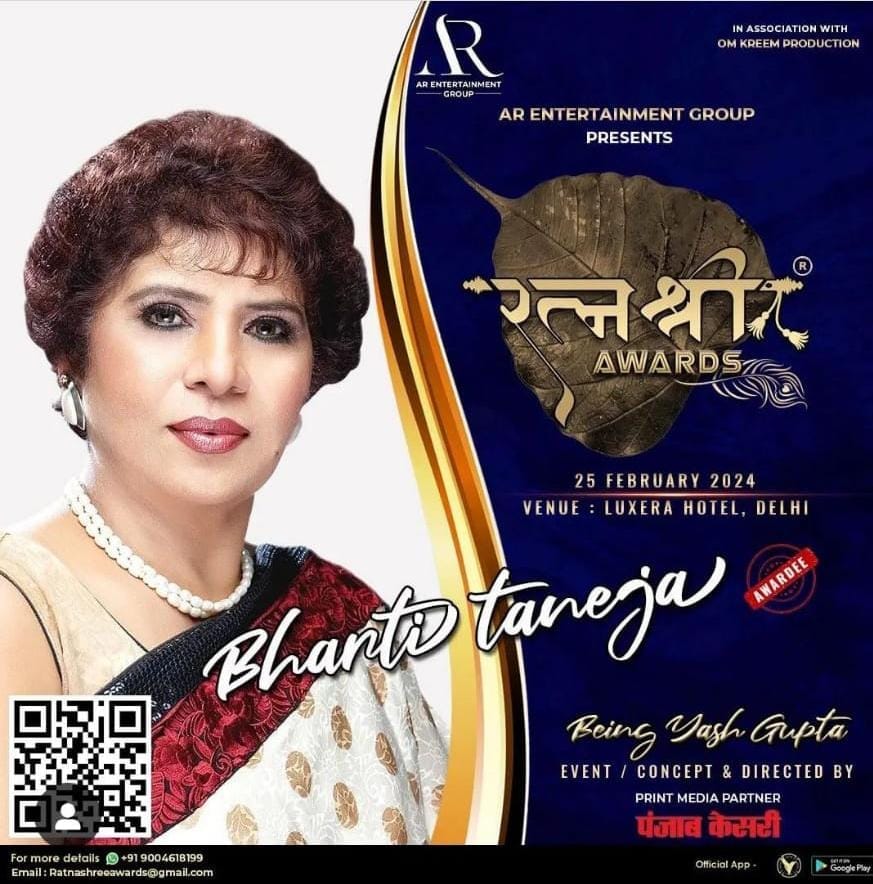 AR
AR ENTERTAINMENT
GROUP
IN ASSOCIATION WITH
OM KREEM PRODUCTION
AR ENTERTAINMENT GROUP
PRESENTS
रत्न श्री ®
AWARDS
25 FEBRUARY 2024
VENUE : LUXERA HOTEL, DELHI
AWARDEE
Bharti taneja
Being Yash Gupta
EVENT / CONCEPT & DIRECTED BY
PRINT MEDIA PARTNER
पंजाब केसरी
For more details +91 9004618199
Email : Ratnashreeawards@gmail.com
Official App -
GET IT ON
Google Play